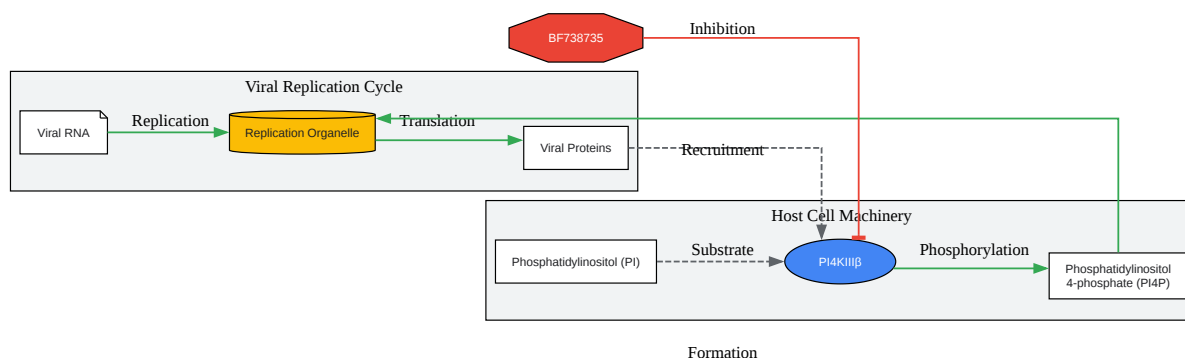 BF738735
Inhibition
Viral Replication Cycle
Viral RNA
Replication
Replication Organelle
Translation
Viral Proteins
Recruitment
Host Cell Machinery
Phosphatidylinositol (PI)
Substrate
PI4KIIIβ
Phosphorylation
Phosphatidylinositol
4-phosphate (PI4P)
Formation